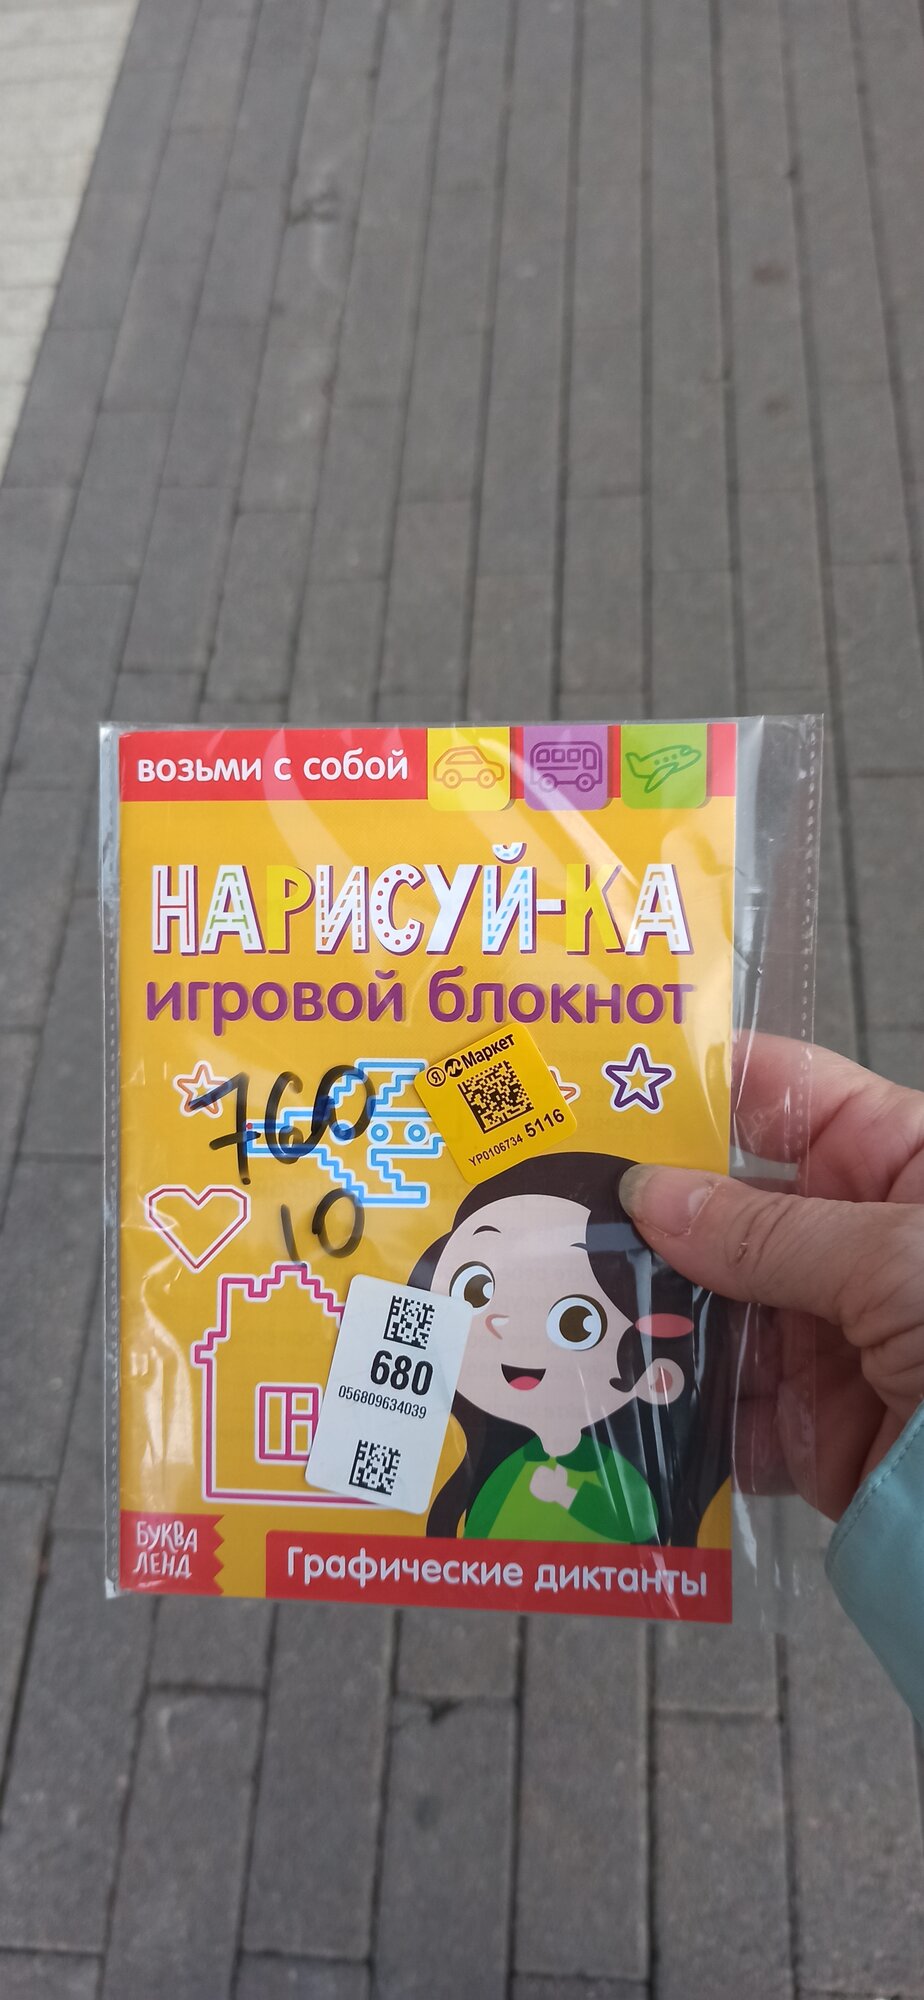 возьми с собой
НАРИСУЙ-КА
игровой блокнот
Я Маркет
YP0106734 5116
760
10
680
056809634039
БУКВА
ЛЕНД
Графические диктанты